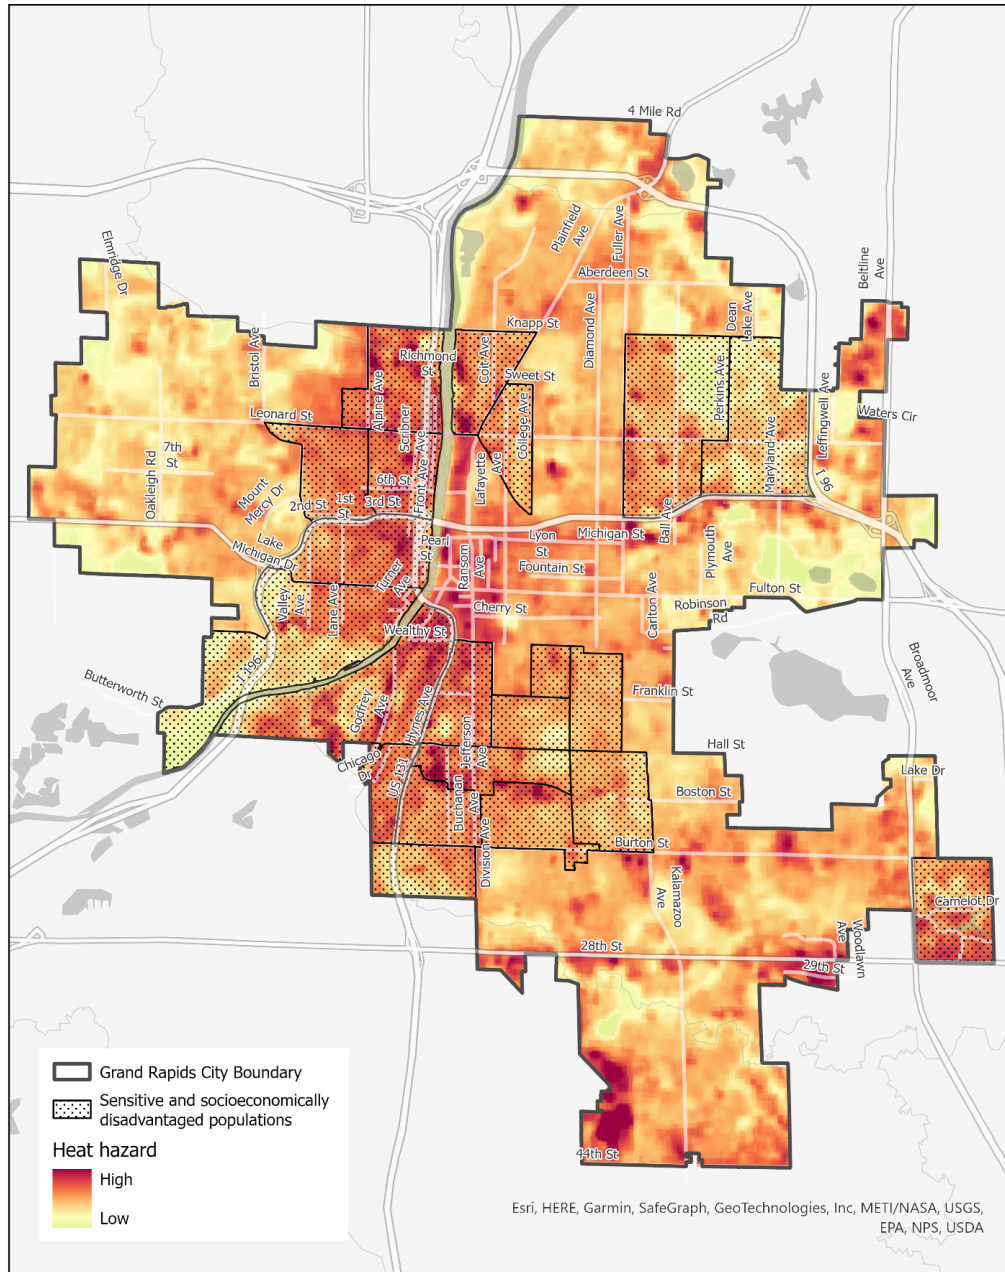 4 Mile Rd
Plainfield
Ave
Fuller Ave
Beltline
Ave
Elmridge Dr
Aberdeen St
Dean
Lake Ave
Knapp St
Bristol Ave
Richmond
St
Colt Ave
Diamond Ave
Sweet St
Perkins Ave
Alpine Ave
Scribner
Leonard St
College Ave
Leffingwell Ave
Waters Cir
7th
St
Oakleigh Rd
Front Ave Ave
Lafayette
Ave
Maryland Ave
6th St
I 96
Mount
Mercy Dr
2nd St
1st
St
3rd St
Ball Ave
Lake
Michigan Dr
Pearl
St
Lyon
St
Michigan St
Plymouth
Ave
Ransom
Ave
Fountain St
Turner
Ave
Valley
Ave
Lane Ave
Cherry St
Carlton Ave
Fulton St
Robinson
Rd
Wealthy St
I 196
Butterworth St
Godfrey
Ave
Hynes Ave
Franklin St
Broadmoor
Ave
Jefferson
Ave
Hall St
Chicago
Dr
US 131
Lake Dr
Buchanan
Ave
Boston St
Division Ave
Burton St
Kalamazoo
Ave
Camelot Dr
Woodlawn
Ave
28th St
29th St
44th St
Grand Rapids City Boundary
Sensitive and socioeconomically
disadvantaged populations
Heat hazard
High
Low
Esri, HERE, Garmin, SafeGraph, GeoTechnologies, Inc, METI/NASA, USGS,
EPA, NPS, USDA